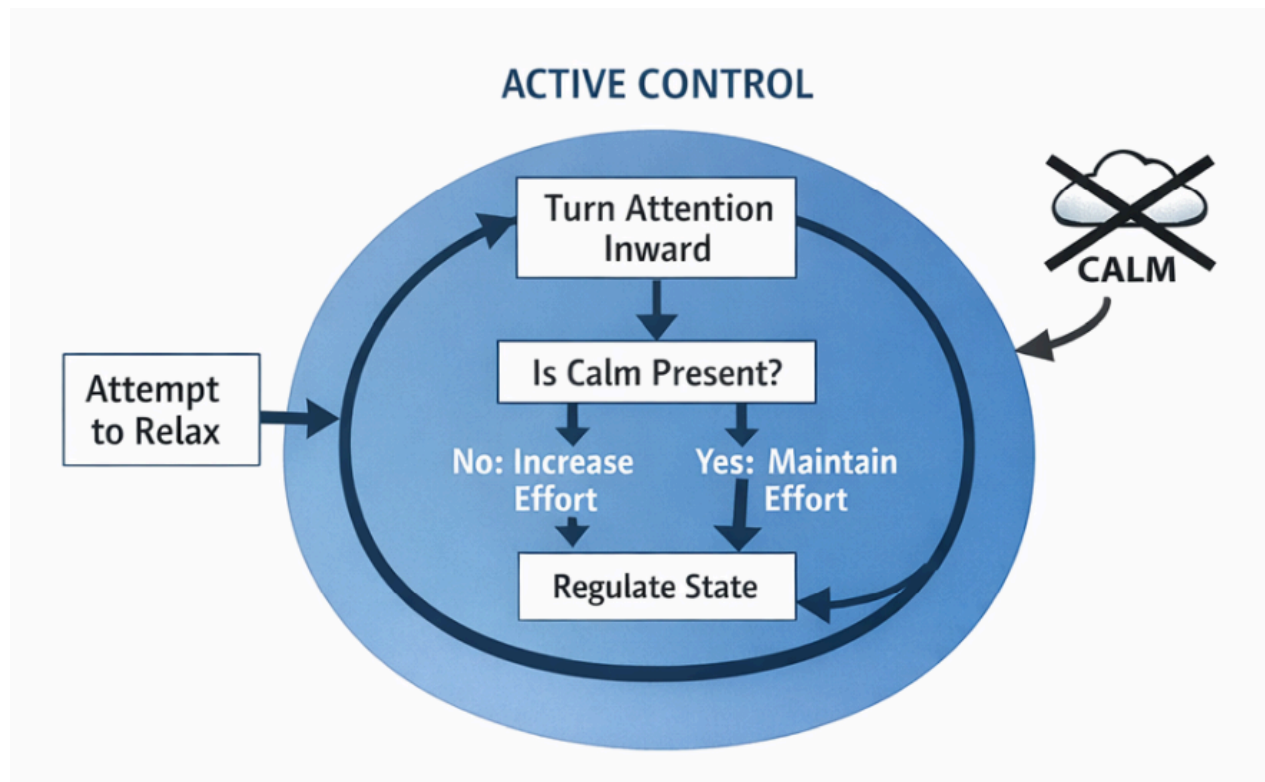 ACTIVE CONTROL
Turn Attention
Inward
CALM
Is Calm Present?
Attempt
to Relax
No: Increase
Effort
Yes: Maintain
Effort
Regulate State